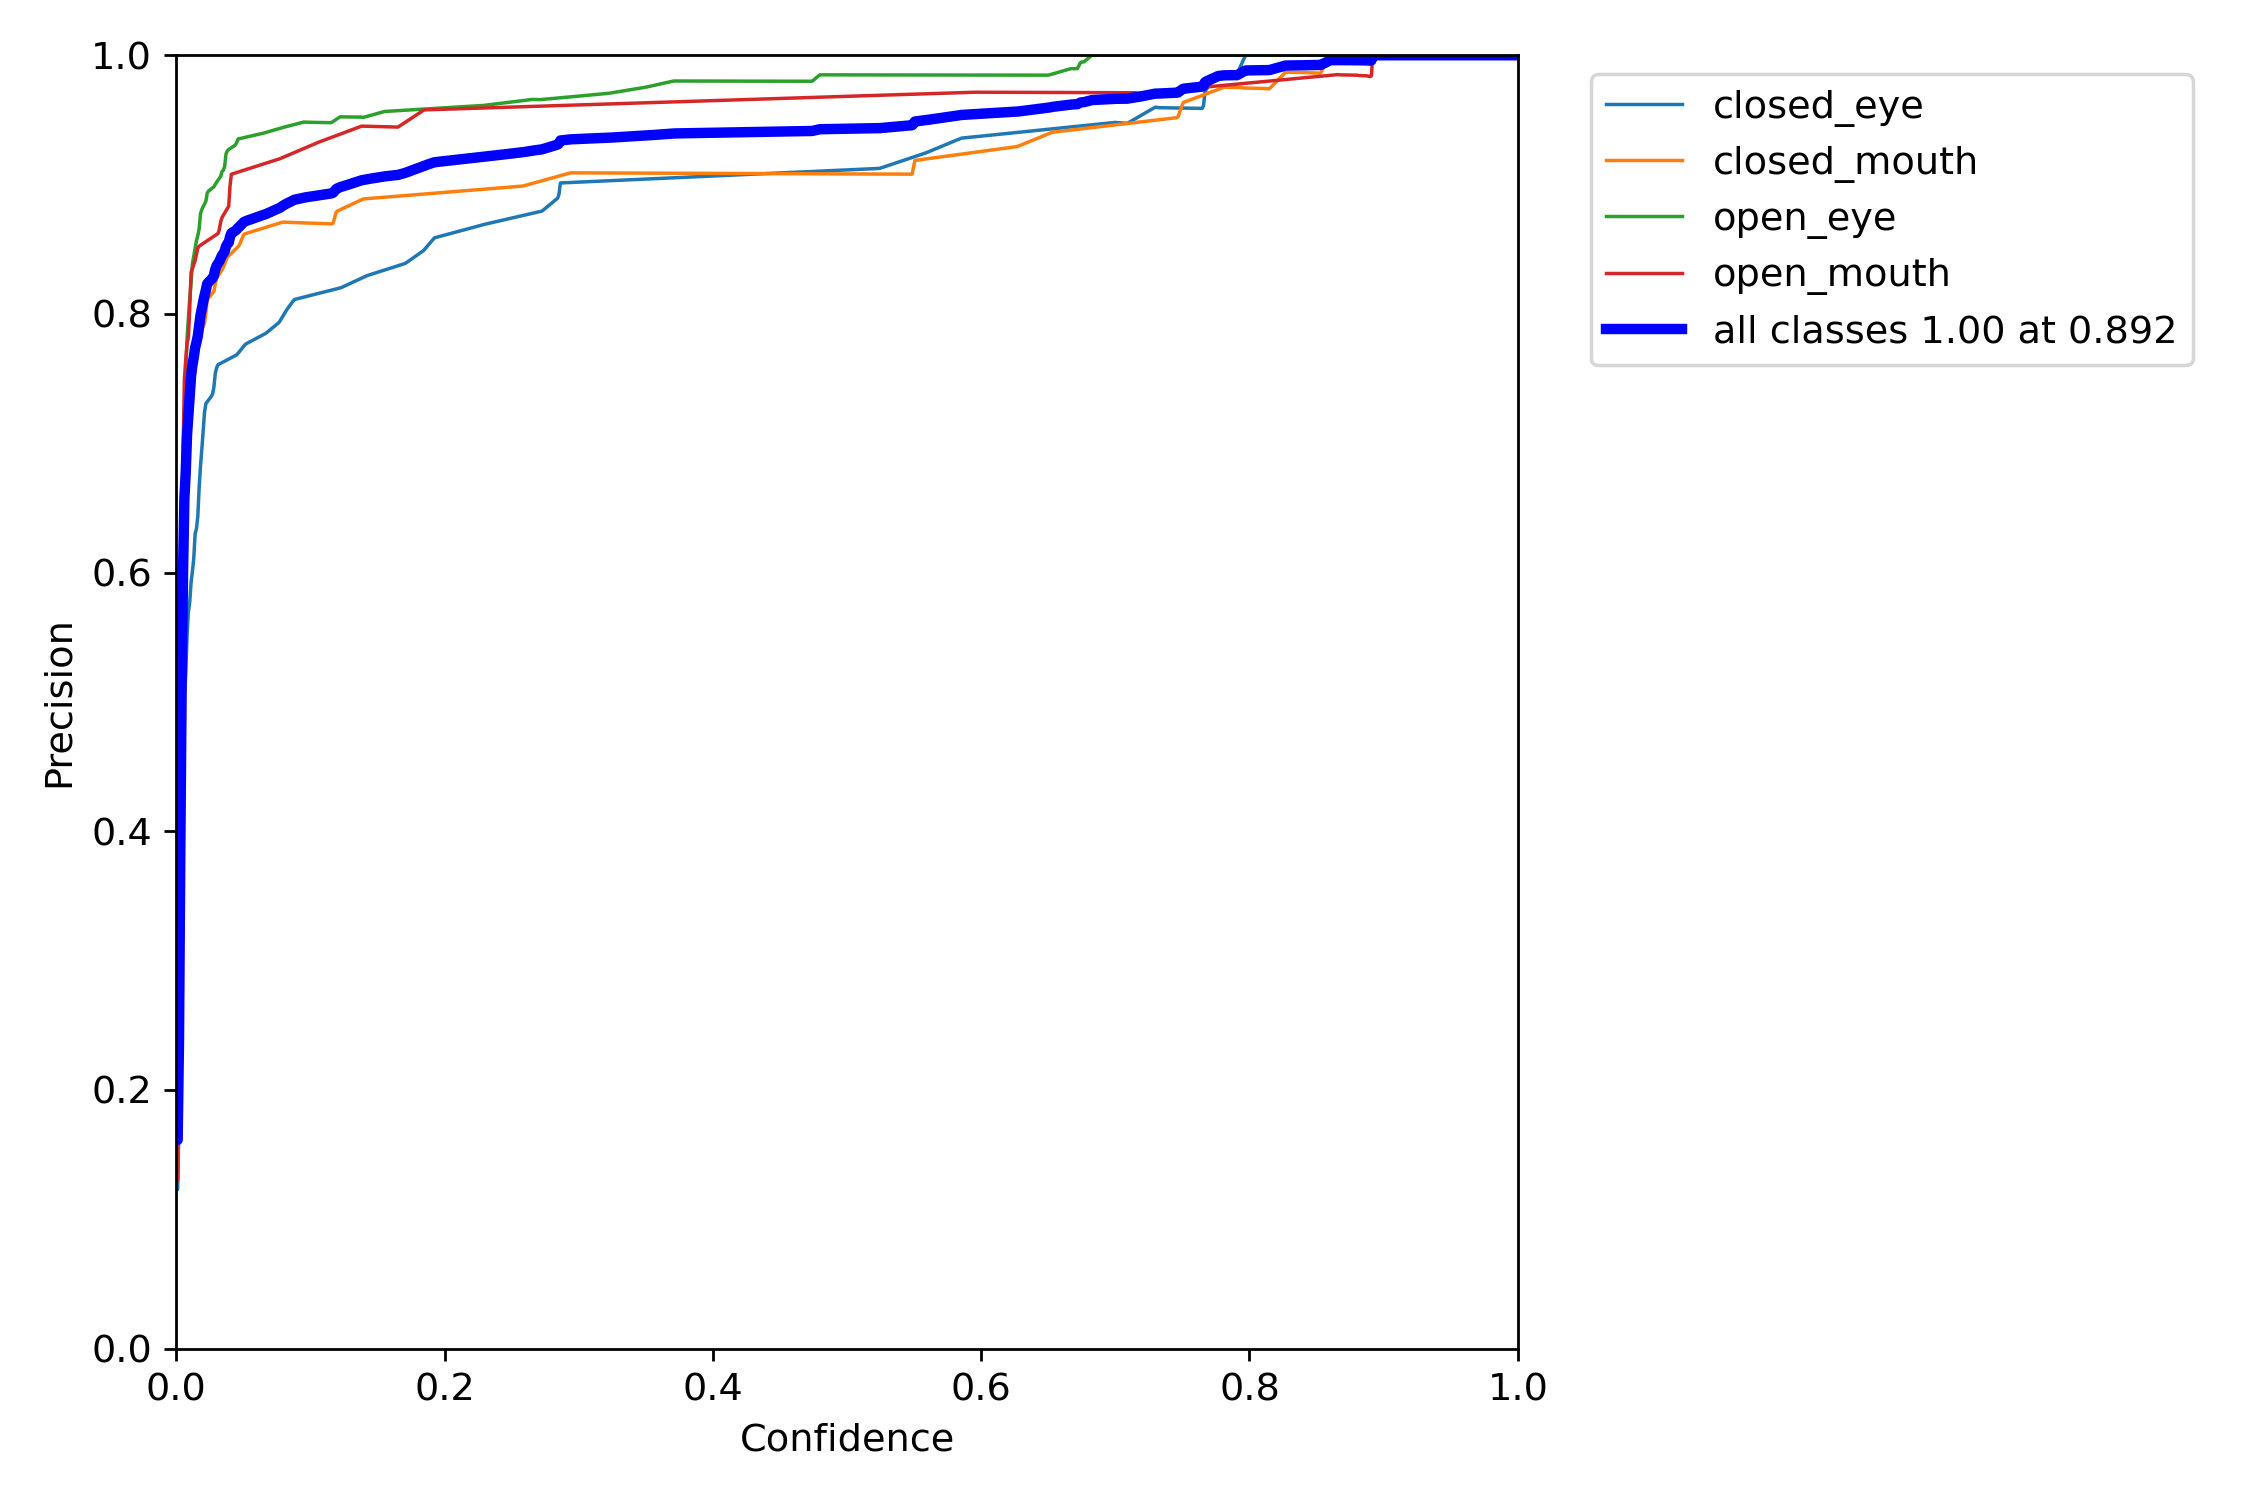 1.0
0.8
0.6
0.4
0.2
0.0
Precision
0.0 0.2 0.4 0.6 0.8 1.0
Confidence
closed_eye
closed_mouth
open_eye
open_mouth
all classes 1.00 at 0.892